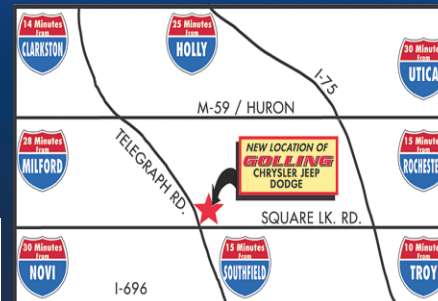 14 Minutes
From
CLARKSTON
25 Minutes
From
HOLLY
30 Minutes
From
UTICA
I-75
M-59 / HURON
28 Minutes
From
MILFORD
TELEGRAPH RD.
NEW LOCATION OF
GOLLING
CHRYSLER JEEP
DODGE
15 Minutes
From
ROCHESTER
SQUARE LK. RD.
30 Minutes
From
NOVI
I-696
15 Minutes
From
SOUTHFIELD
10 Minutes
From
TROY